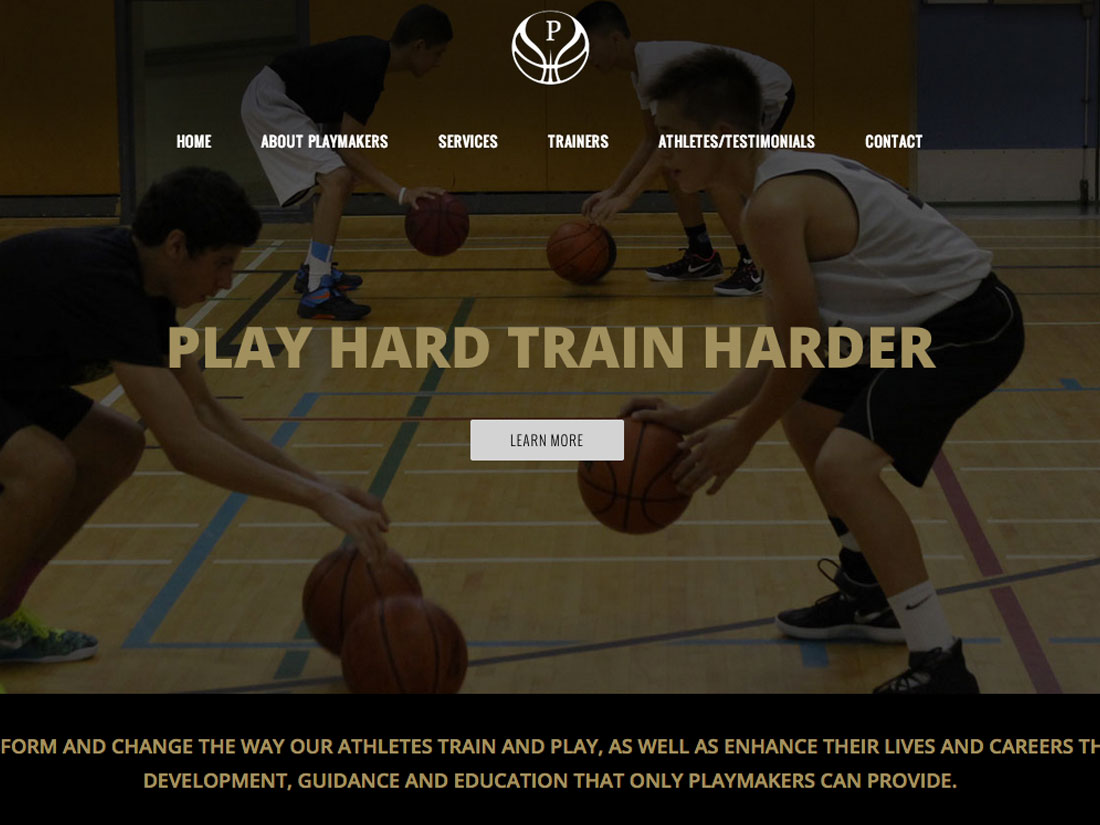 P
HOME ABOUT PLAYMAKERS SERVICES TRAINERS ATHLETES/TESTIMONIALS CONTACT
PLAY HARD TRAIN HARDER
LEARN MORE
FORM AND CHANGE THE WAY OUR ATHLETES TRAIN AND PLAY, AS WELL AS ENHANCE THEIR LIVES AND CAREERS TH
DEVELOPMENT, GUIDANCE AND EDUCATION THAT ONLY PLAYMAKERS CAN PROVIDE.